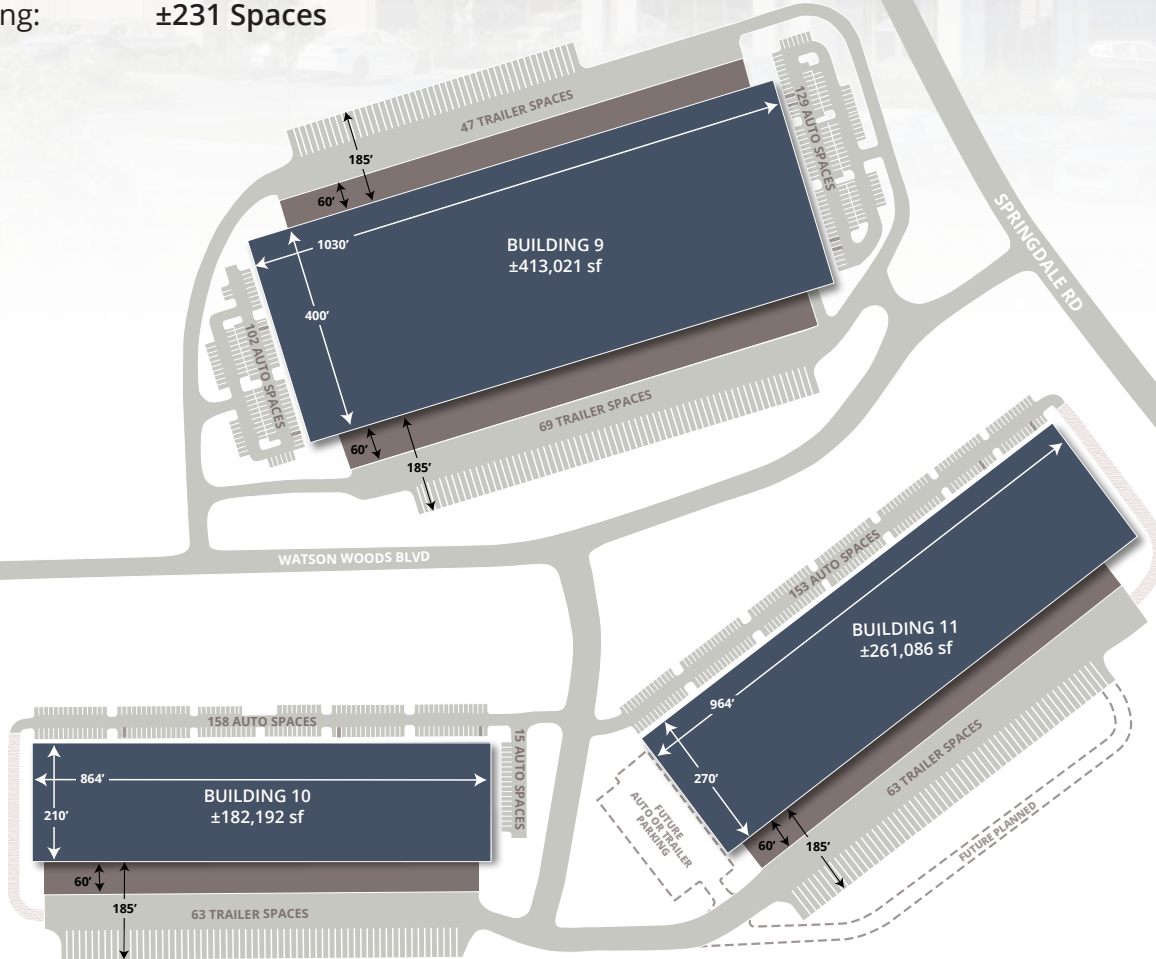 ng: ±231 Spaces
47 TRAILER SPACES
129 AUTO SPACES
185’
60’
1030’
BUILDING 9
±413,021 sf
400’
102 AUTO SPACES
SPRINGDALE RD
69 TRAILER SPACES
60’
185’
WATSON WOODS BLVD
153 AUTO SPACES
BUILDING 11
±261,086 sf
964’
270’
63 TRAILER SPACES
60’
185’
FUTURE
AUTO OR TRAILER
PARKING
FUTURE PLANNED
158 AUTO SPACES
15 AUTO SPACES
864’
BUILDING 10
±182,192 sf
210’
60’
185’
63 TRAILER SPACES